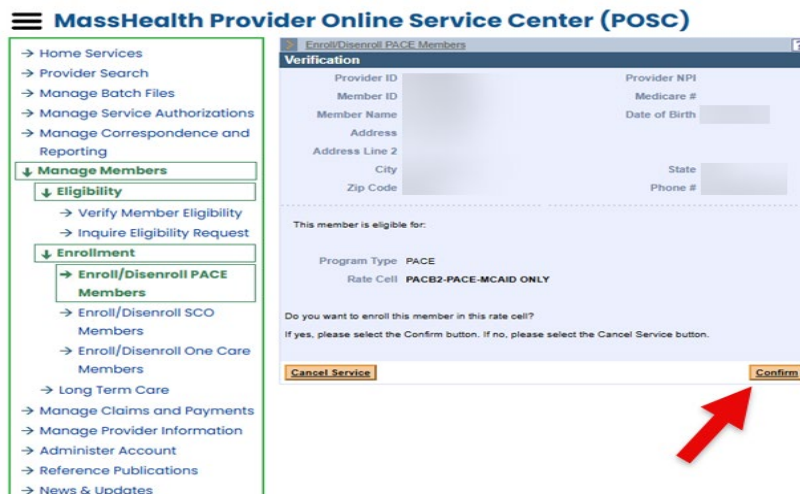 MassHealth Provider Online Service Center (POSC)
→ Home Services
→ Provider Search
→ Manage Batch Files
→ Manage Service Authorizations
→ Manage Correspondence and
Reporting
↓ Manage Members
↓ Eligibility
→ Verify Member Eligibility
→ Inquire Eligibility Request
↓ Enrollment
→ Enroll/Disenroll PACE
Members
→ Enroll/Disenroll SCO
Members
→ Enroll/Disenroll One Care
Members
→ Long Term Care
→ Manage Claims and Payments
→ Manage Provider Information
→ Administer Account
→ Reference Publications
→ News & Updates
Enroll/Disenroll PACE Members
?
Verification
Provider ID Provider NPI
Member ID Medicare #
Member Name Date of Birth
Address
Address Line 2
City State
Zip Code Phone #
This member is eligible for:
Program Type PACE
Rate Cell PACB2-PACE-MCAID ONLY
Do you want to enroll this member in this rate cell?
If yes, please select the Confirm button. If no, please select the Cancel Service button.
Cancel Service Confirm